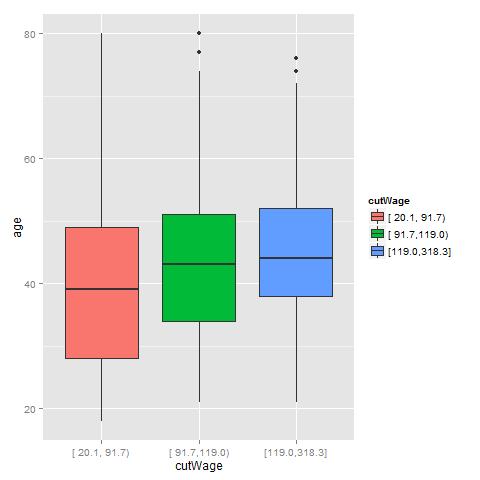 80
60
40
20
age
[ 20.1, 91.7)
[ 91.7,119.0)
[119.0,318.3]
cutWage
cutWage
[ 20.1, 91.7)
[ 91.7,119.0)
[119.0,318.3]